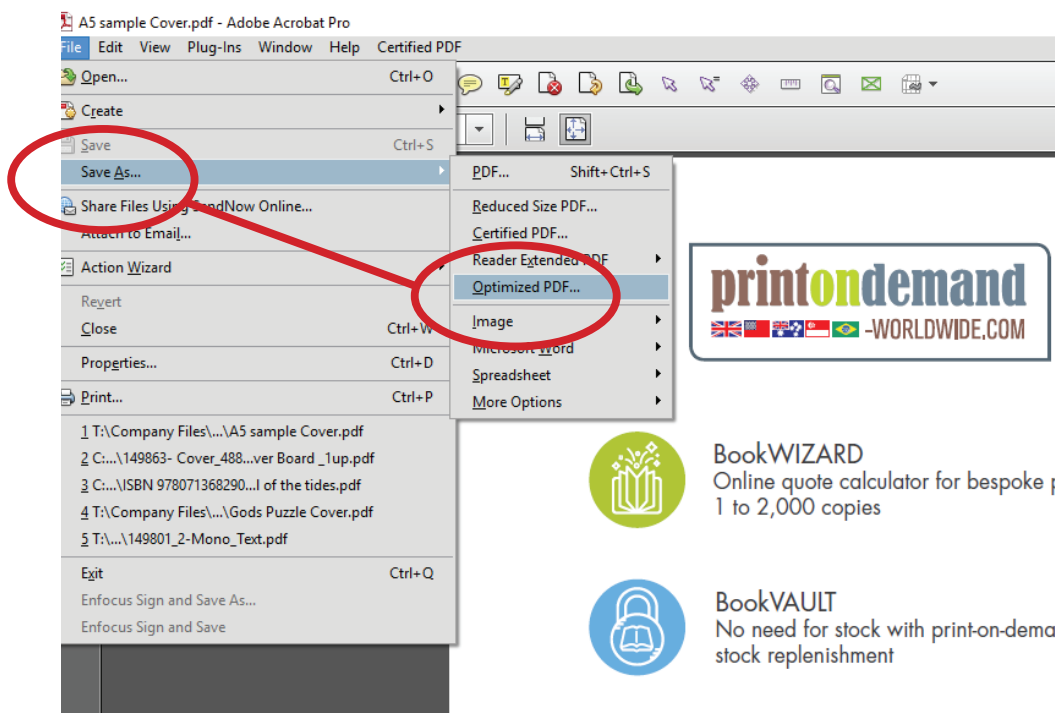 A5 sample Cover.pdf - Adobe Acrobat Pro
File Edit View Plug-Ins Window Help Certified PDF
Open... Ctrl+O
Create
Save Ctrl+S
Save As...
Share Files Using SendNow Online...
Attach to Email...
Action Wizard
Revert
Close Ctrl+W
Properties... Ctrl+D
Print... Ctrl+P
1 T:\Company Files\...\A5 sample Cover.pdf
2 C:...\149863- Cover_488...ver Board _1up.pdf
3 C:...\ISBN 978071368290...l of the tides.pdf
4 T:\Company Files\...\Gods Puzzle Cover.pdf
5 T:\...\149801_2-Mono_Text.pdf
Exit Ctrl+Q
Enfocus Sign and Save As...
Enfocus Sign and Save
PDF... Shift+Ctrl+S
Reduced Size PDF...
Certified PDF...
Reader Extended PDF
Optimized PDF...
Image
Microsoft Word
Spreadsheet
More Options
printondemand
-WORLDWIDE.COM
BookWIZARD
Online quote calculator for bespoke p
1 to 2,000 copies
BookVAULT
No need for stock with print-on-dema
stock replenishment